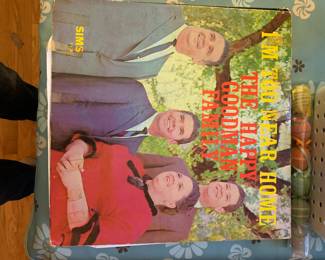 I'M TOO NEAR HOME
THE HAPPY
GOODMAN
FAMILY
SIMS